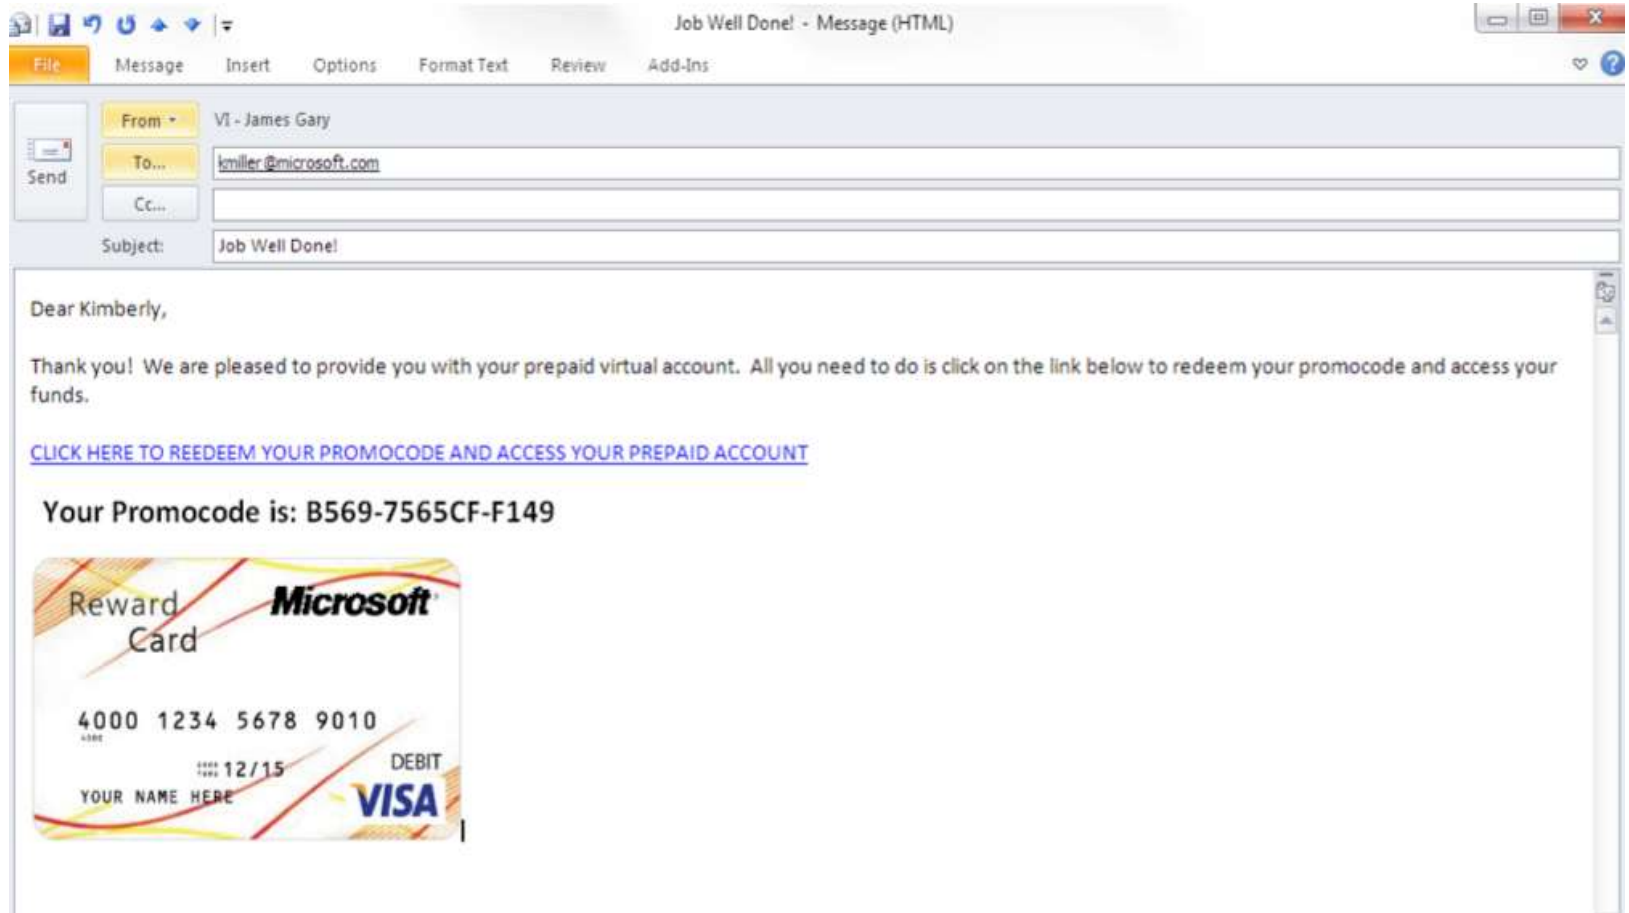 Job Well Done! - Message (HTML)
File Message Insert Options Format Text Review Add-Ins
From VI - James Gary
Send
To... kmiller@microsoft.com
Cc...
Subject: Job Well Done!
Dear Kimberly,
Thank you! We are pleased to provide you with your prepaid virtual account. All you need to do is click on the link below to redeem your promocode and access your
funds.
CLICK HERE TO REEDEEM YOUR PROMOCODE AND ACCESS YOUR PREPAID ACCOUNT
Your Promocode is: B569-7565CF-F149
Reward Microsoft
Card
4000 1234 5678 9010
12/15
DEBIT
YOUR NAME HERE
VISA